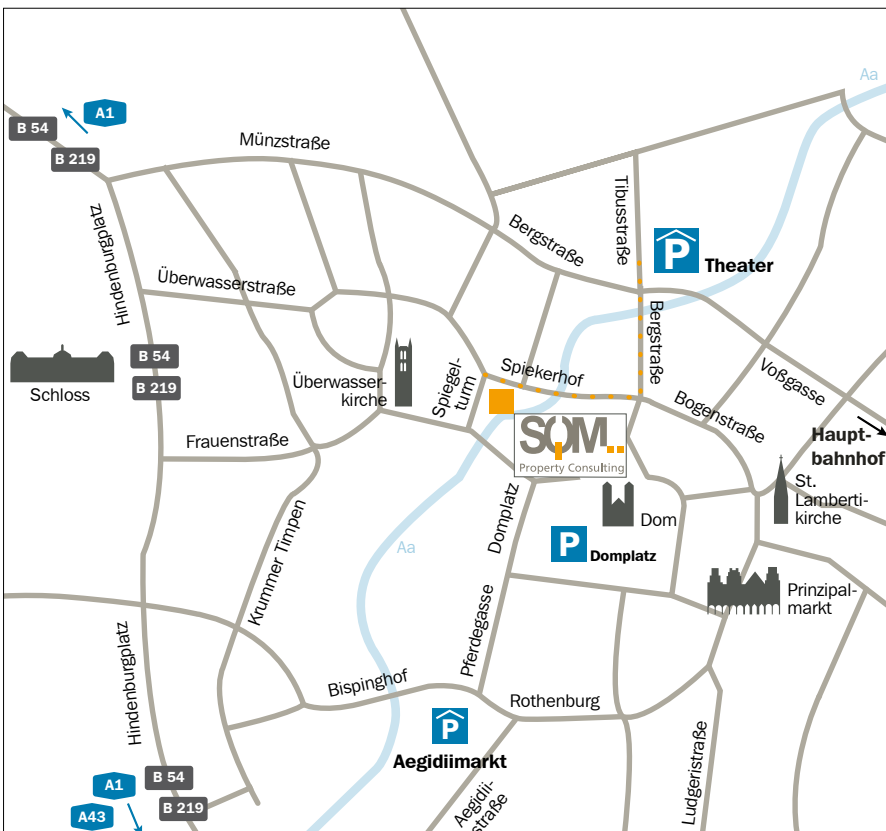 Aa
A1
B 54
B 219
Münzstraße
Tibusstraße
Hindenburgplatz
Bergstraße
Theater
P
Überwasserstraße
Bergstraße
B 54
B 219
Schloss
Überwasser-
kirche
Spiegel-
turm
Spiekerhof
Voßgasse
Bogenstraße
Haupt-
bahnhof
Frauenstraße
SQM
Property Consulting
St.
Lamberti-
kirche
Krummer Timpen
Aa
Domplatz
Dom
P
Domplatz
Prinzipal-
markt
Pferdegasse
Hindenburgplatz
Bispinghof
Rothenburg
P
Aegidiimarkt
Ludgeristraße
Aegidii-
straße
A1
A43
B 54
B 219